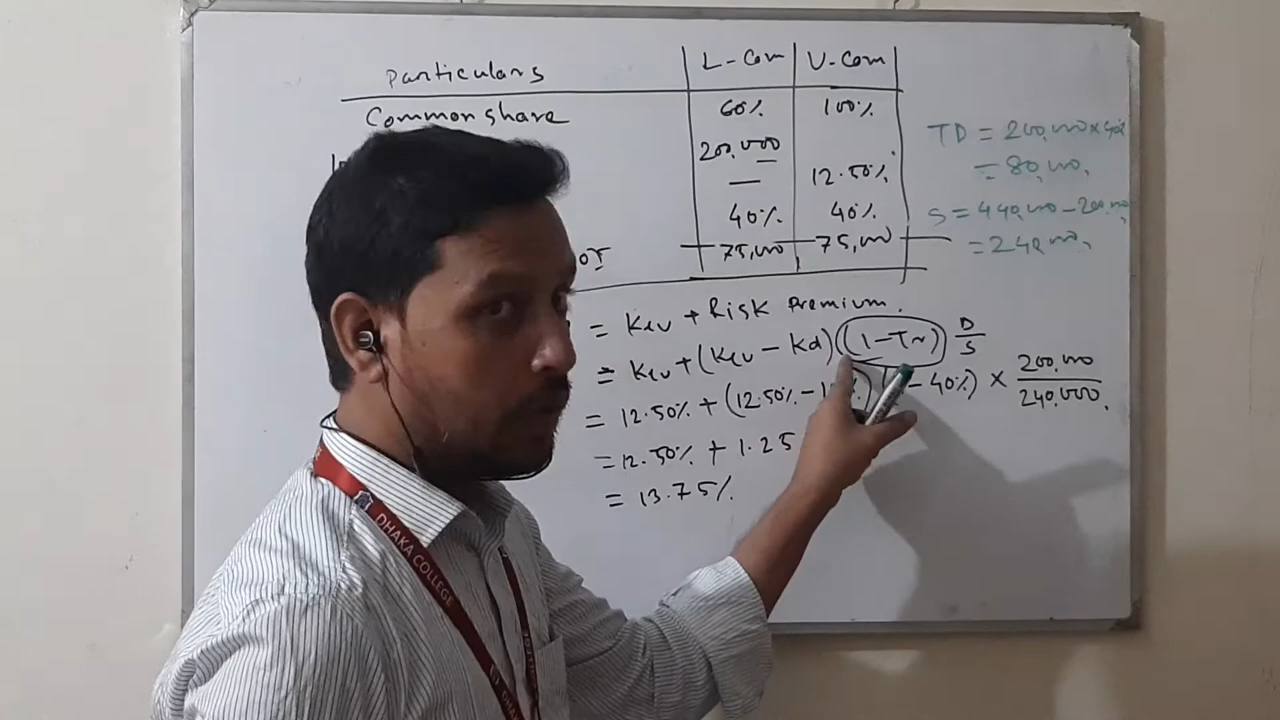 Particulars L-Com U-Com
Common share 60% 100%
200,000
— 12.50%
40% 40%
75,000 75,000
TD = 200,000 × 40%
= 80,000,
S = 440,000 - 200,000,
= 240,000,
= Keu + Risk Premium.
= Keu + (Keu - Kd) (1-Tr) D/S
= 12.50% + (12.50% - - 40%) × 200,000/240,000,
= 12.50% + 1.25
= 13.75%
DHAKA COLLEGE